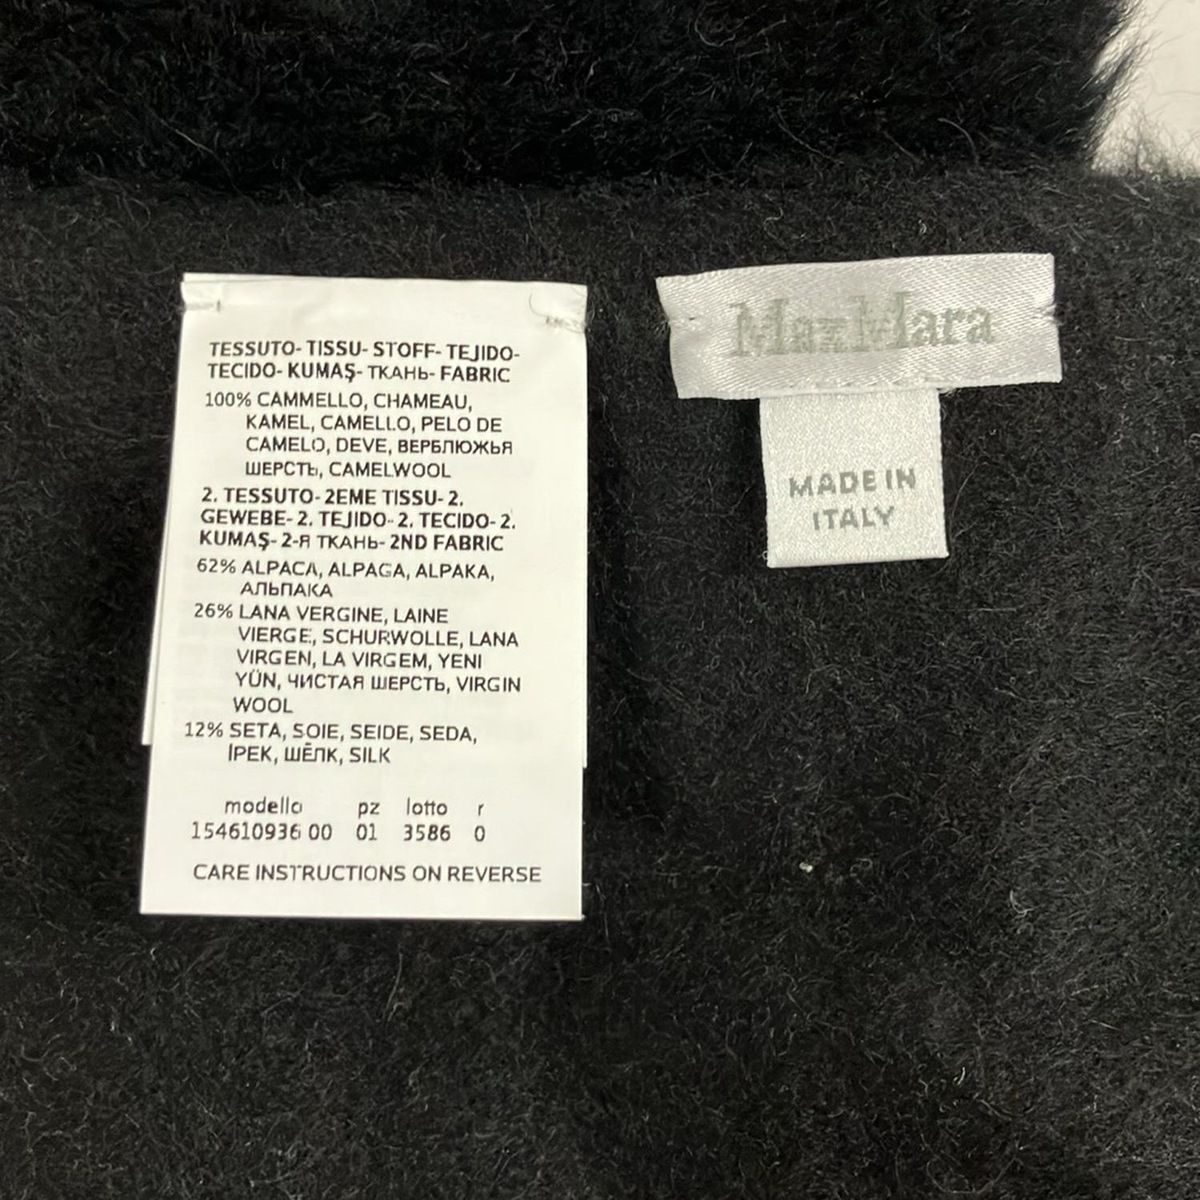 TESSUTO- TISSU- STOFF- TEJIDO-
TECIDO- KUMAŞ- ТКАНЬ- FABRIC
100% CAMMELLO, CHAMEAU,
KAMEL, CAMELLO, PELO DE
CAMELO, DEVE, ВЕРБЛЮЖЬЯ
ШЕРСТЬ, CAMELWOOL
2. TESSUTO- 2EME TISSU- 2.
GEWEBE- 2. TEJIDO- 2. TECIDO- 2.
KUMAŞ- 2-Я ТКАНЬ- 2ND FABRIC
62% ALPACA, ALPAGA, ALPAKA,
АЛЬПАКА
26% LANA VERGINE, LAINE
VIERGE, SCHURWOLLE, LANA
VIRGEN, LA VIRGEM, YENI
YÜN, ЧИСТАЯ ШЕРСТЬ, VIRGIN
WOOL
12% SETA, SOIE, SEIDE, SEDA,
İPEK, ШЁЛК, SILK
modello pz lotto r
154610936 00 01 3586 0
CARE INSTRUCTIONS ON REVERSE
MaxMara
MADE IN
ITALY